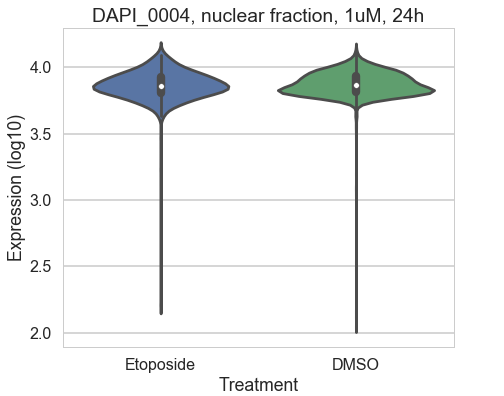 DAPI_0004, nuclear fraction, 1uM, 24h
Expression (log10)
4.0
3.5
3.0
2.5
2.0
Etoposide
DMSO
Treatment